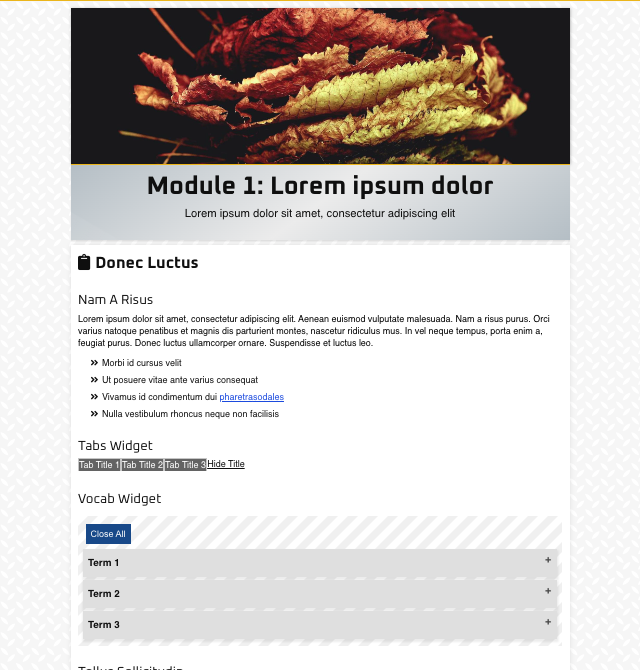 Module 1: Lorem ipsum dolor
Lorem ipsum dolor sit amet, consectetur adipiscing elit
Donec Luctus
Nam A Risus
Lorem ipsum dolor sit amet, consectetur adipiscing elit. Aenean euismod vulputate malesuada. Nam a risus purus. Orci
varius natoque penatibus et magnis dis parturient montes, nascetur ridiculus mus. In vel neque tempus, porta enim a,
feugiat purus. Donec luctus ullamcorper ornare. Suspendisse et luctus leo.
Morbi id cursus velit
Ut posuere vitae ante varius consequat
Vivamus id condimentum dui pharetrasodales
Nulla vestibulum rhoncus neque non facilisis
Tabs Widget
Tab Title 1 Tab Title 2 Tab Title 3 Hide Title
Vocab Widget
Close All
Term 1 +
Term 2 +
Term 3 +